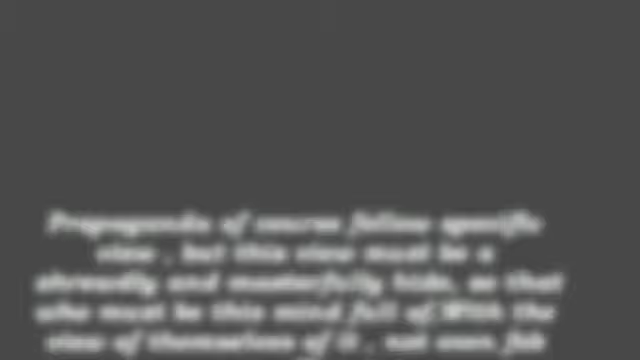 Propaganda of course follow specific
view , but this view must be a
shrewdly and masterfully hide, so that
who must be this mind full of.With the
view of themselves of it , not even